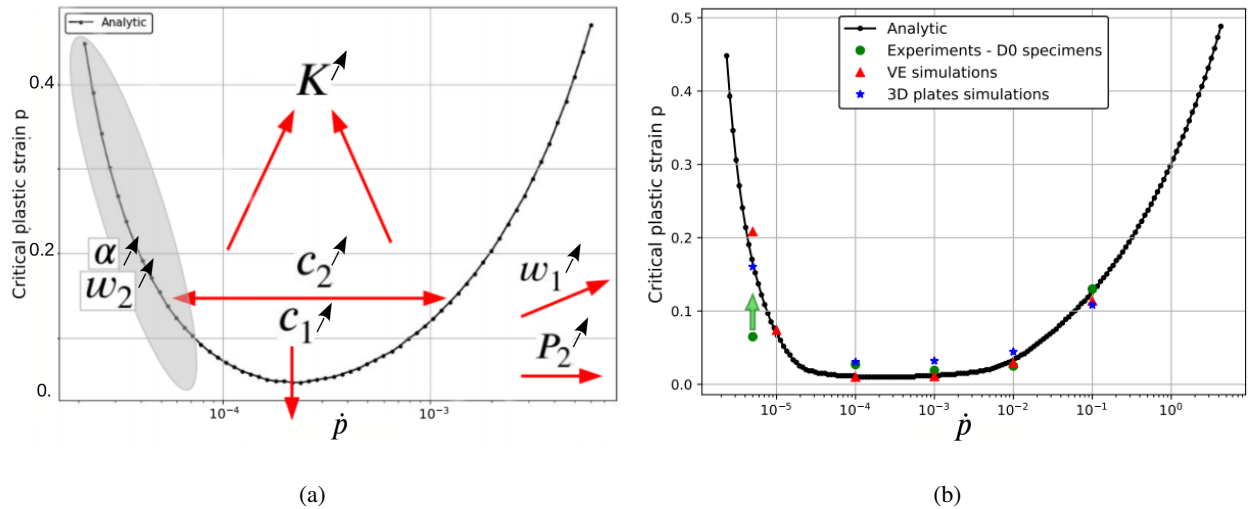 Analytic
Critical plastic strain p
0.4
0.2
0.
K
α
w₂
c₂
c₁
w₁
P₂
10⁻⁴
10⁻³
ṗ
(a)
Analytic
Experiments - D0 specimens
VE simulations
3D plates simulations
Critical plastic strain p
0.5
0.4
0.3
0.2
0.1
0.0
10⁻⁵
10⁻⁴
10⁻³
10⁻²
10⁻¹
10⁰
ṗ
(b)